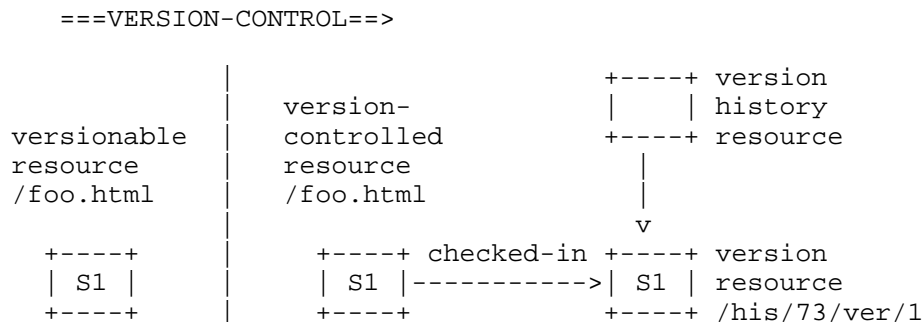 ===VERSION-CONTROL==>
| +----+ version
| version- | | history
versionable | controlled +----+ resource
resource | resource |
/foo.html | /foo.html |
| v
+----+ | +----+ checked-in +----+ version
| S1 | | | S1 |----------->| S1 | resource
+----+ | +----+ +----+ /his/73/ver/1